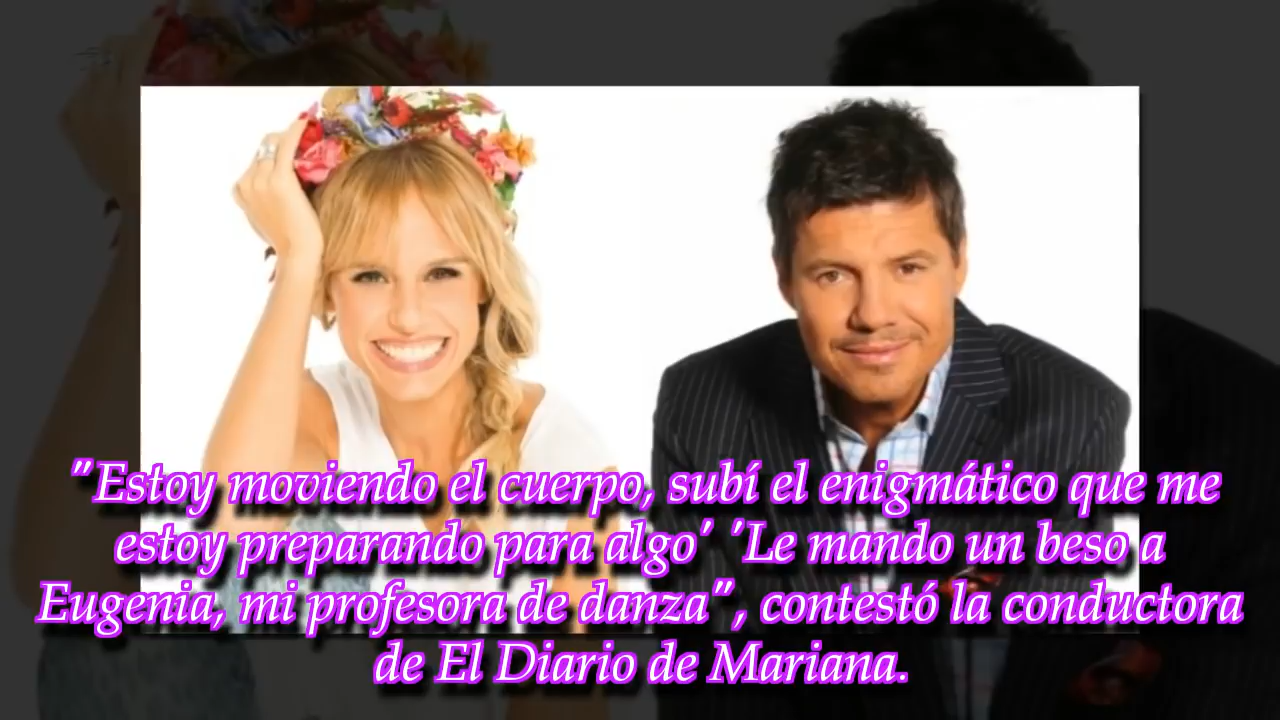 "Estoy moviendo el cuerpo, subí el enigmático que me
estoy preparando para algo' 'Le mando un beso a
Eugenia, mi profesora de danza", contestó la conductora
de El Diario de Mariana.